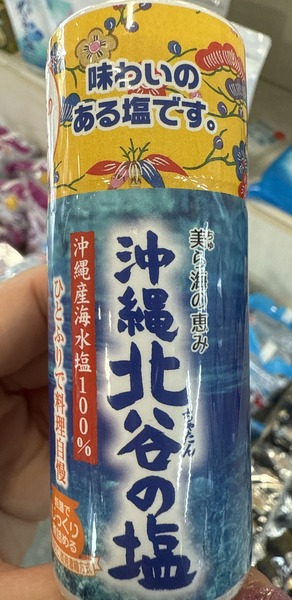 味わいの
ある塩です。
美ら海の恵み
ちゅ
沖縄北谷の塩
ちゃたん
沖縄産海水塩100%
ひとふりで料理自慢